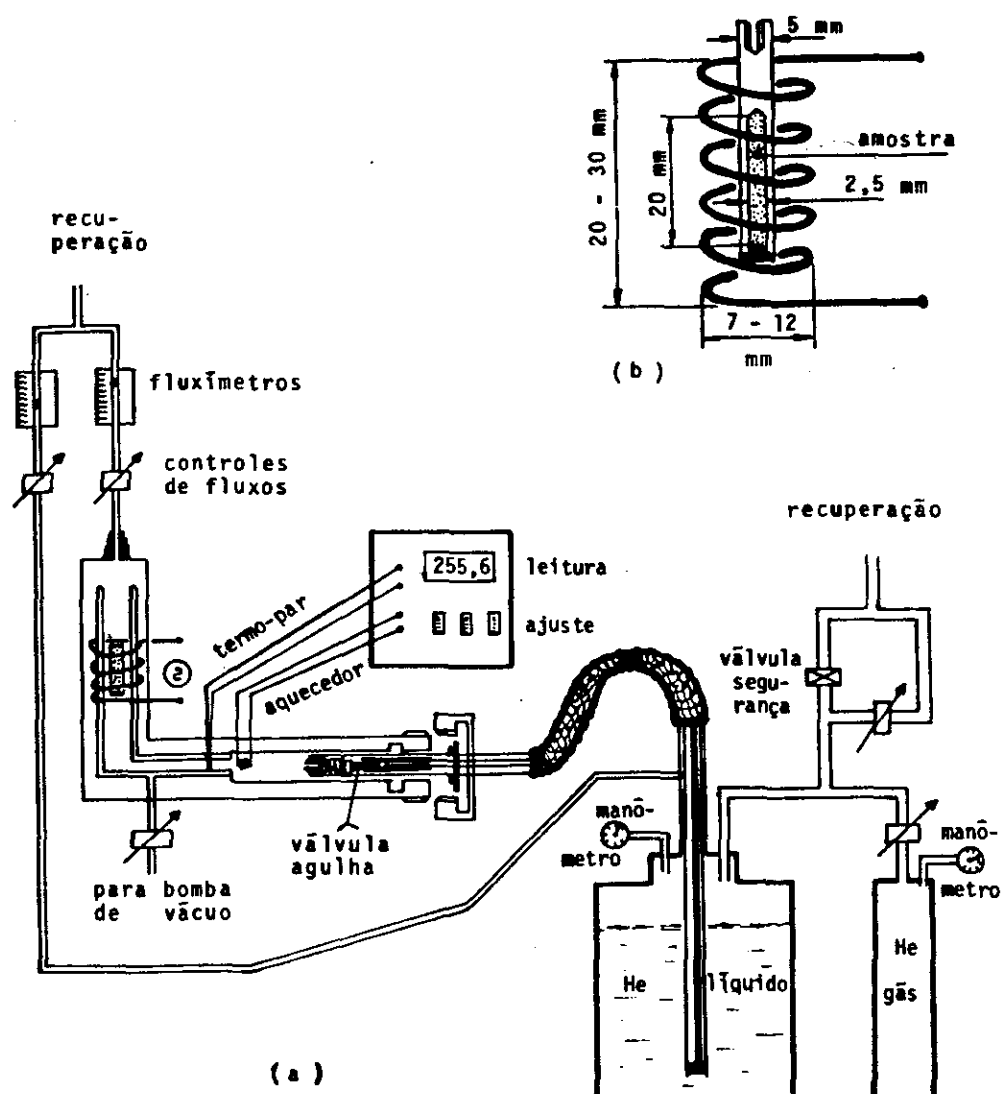 5 mm
20 - 30 mm
20 mm
amostra
2,5 mm
7 - 12
mm
( b )
recu-
peração
fluxímetros
controles
de fluxos
255,6
leitura
ajuste
termo-par
aquecedor
2
recuperação
válvula
segu-
rança
válvula
agulha
para bomba
de vácuo
manô-
metro
manô-
metro
He líquido
He
gás
( a )